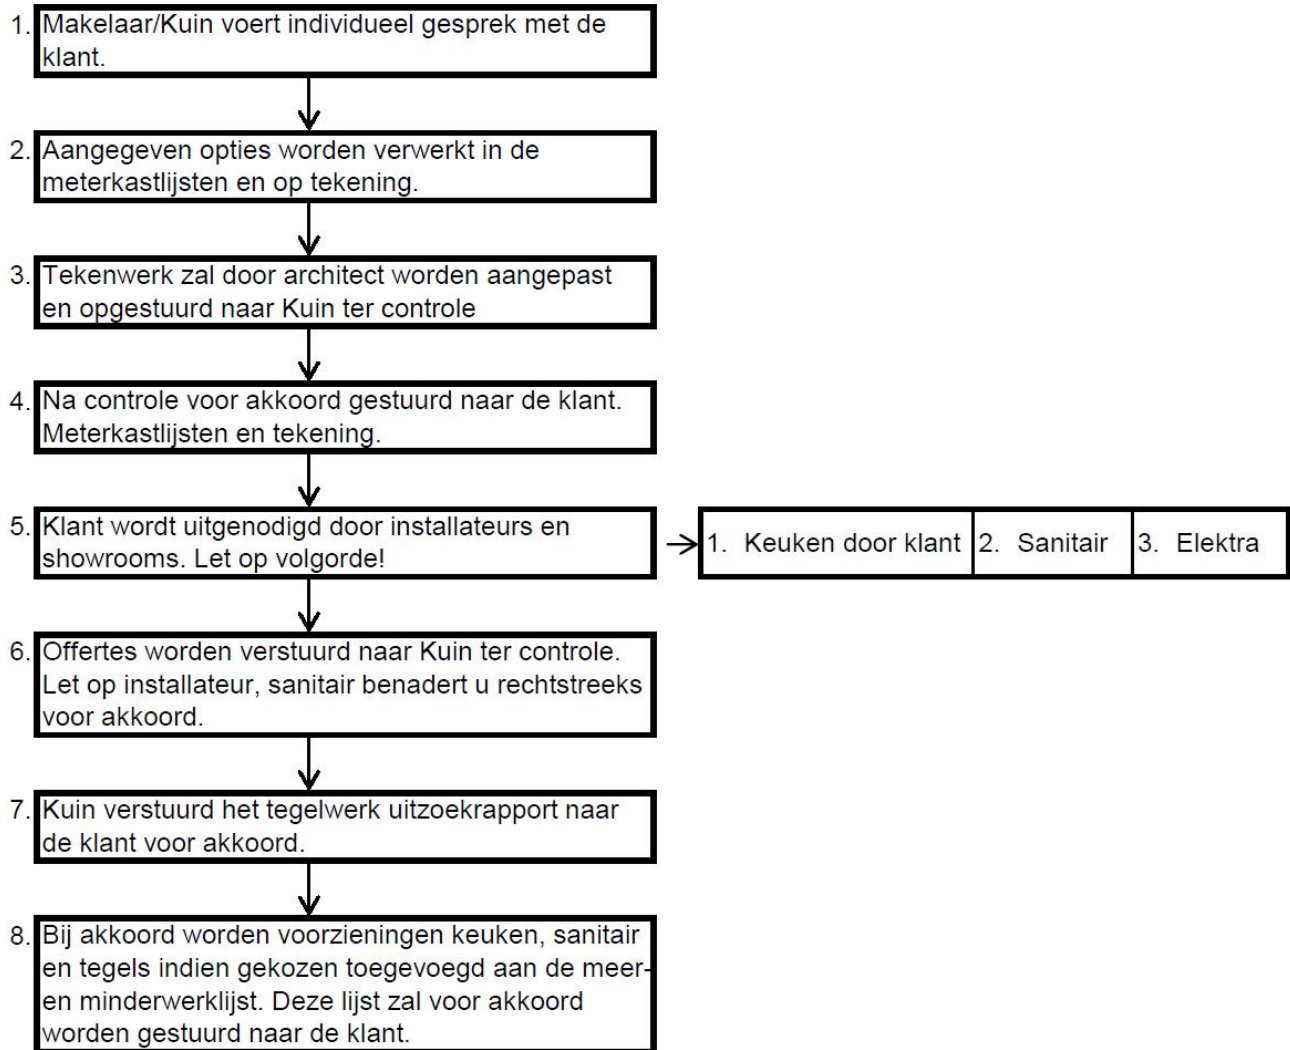 1. Makelaar/Kuin voert individueel gesprek met de
klant.
2. Aangegeven opties worden verwerkt in de
meterkastlijsten en op tekening.
3. Tekenwerk zal door architect worden aangepast
en opgestuurd naar Kuin ter controle
4. Na controle voor akkoord gestuurd naar de klant.
Meterkastlijsten en tekening.
5. Klant wordt uitgenodigd door installateurs en
showrooms. Let op volgorde!
1. Keuken door klant 2. Sanitair 3. Elektra
6. Offertes worden verstuurd naar Kuin ter controle.
Let op installateur, sanitair benadert u rechtstreeks
voor akkoord.
7. Kuin verstuurd het tegelwerk uitzoekrapport naar
de klant voor akkoord.
8. Bij akkoord worden voorzieningen keuken, sanitair
en tegels indien gekozen toegevoegd aan de meer-
en minderwerklijst. Deze lijst zal voor akkoord
worden gestuurd naar de klant.